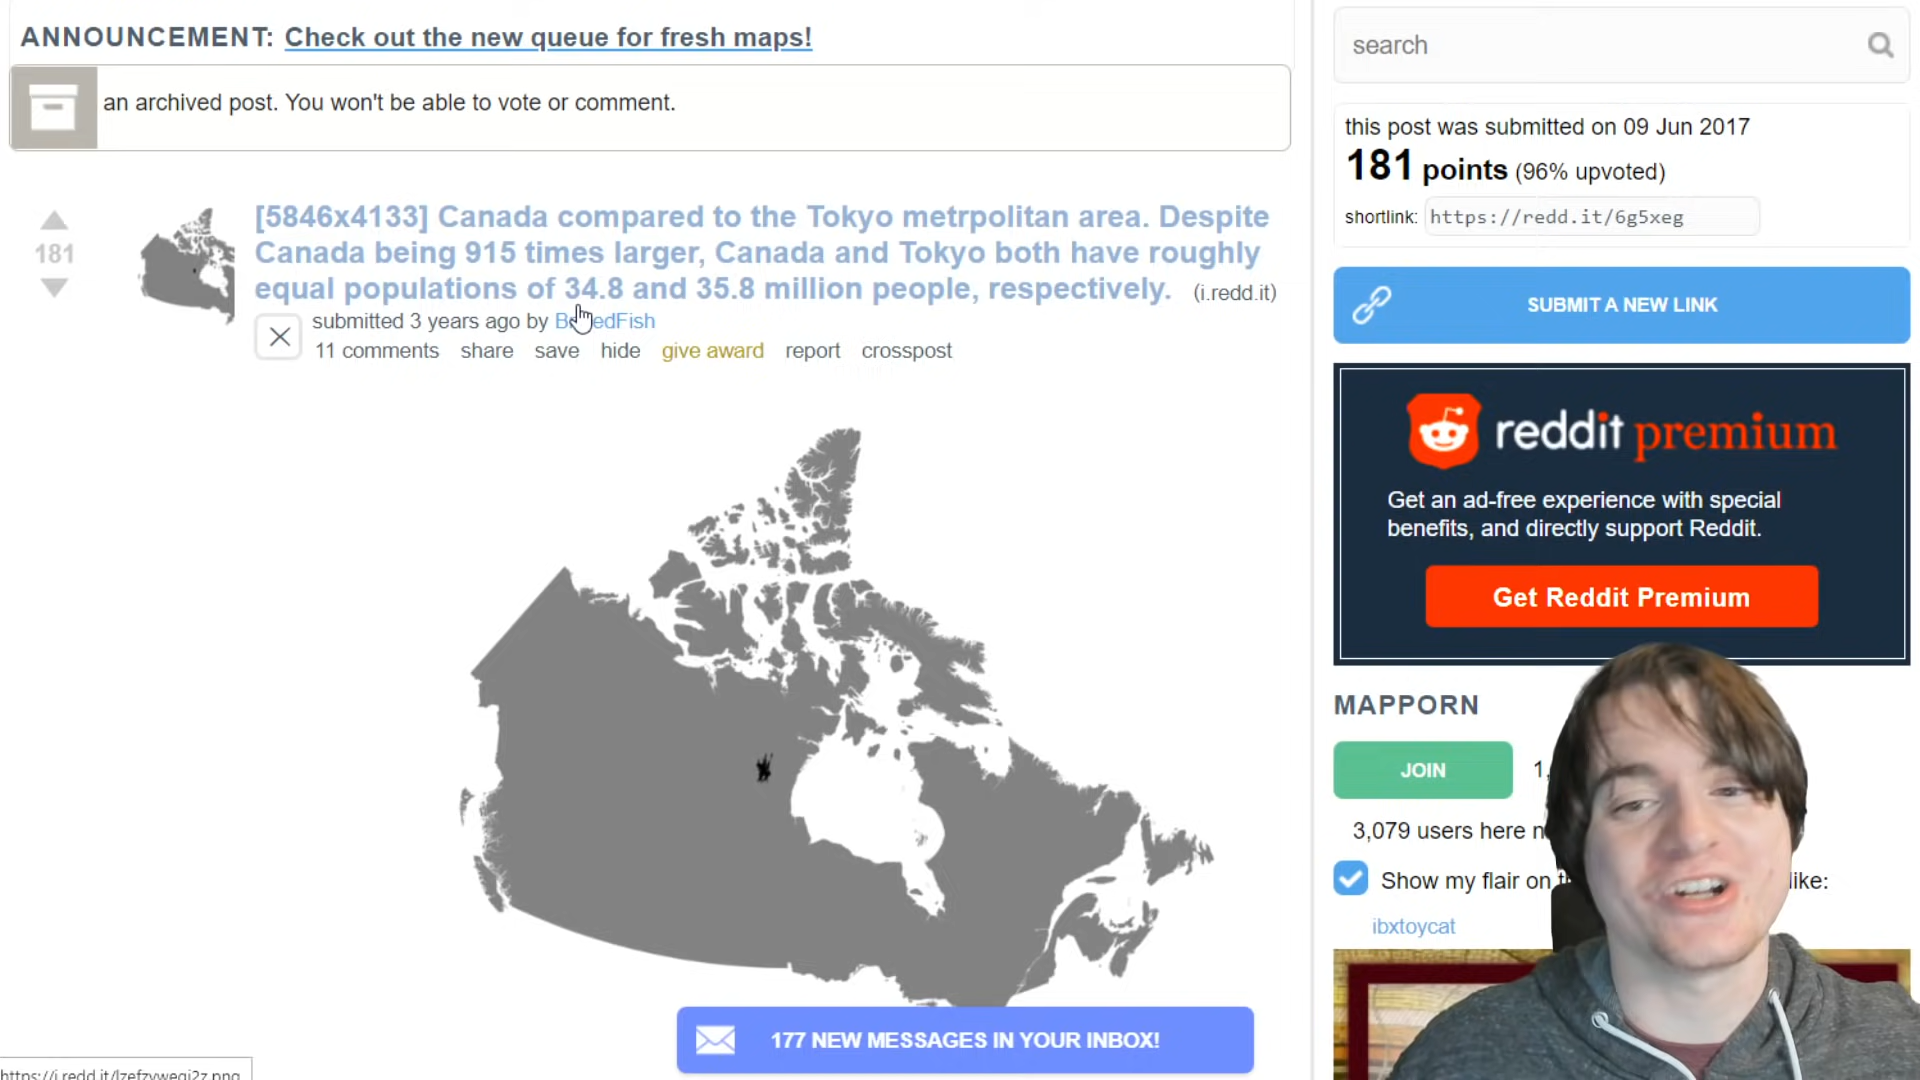 ANNOUNCEMENT: Check out the new queue for fresh maps!
an archived post. You won't be able to vote or comment.
181
[5846x4133] Canada compared to the Tokyo metrpolitan area. Despite
Canada being 915 times larger, Canada and Tokyo both have roughly
equal populations of 34.8 and 35.8 million people, respectively. (i.redd.it)
submitted 3 years ago by
11 comments share save hide give award report crosspost
177 NEW MESSAGES IN YOUR INBOX!
search
this post was submitted on 09 Jun 2017
181 points (96% upvoted)
shortlink: https://redd.it/6g5xeg
SUBMIT A NEW LINK
reddit premium
Get an ad-free experience with special
benefits, and directly support Reddit.
Get Reddit Premium
MAPPORN
JOIN 1,
3,079 users here
Show my flair on like:
ibxtoycat